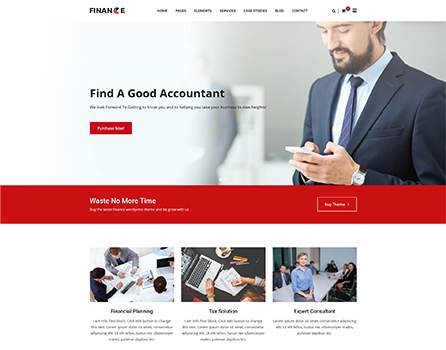 FINANCE
HOME PAGES ELEMENTS SERVICES CASE STUDIES BLOG CONTACT
Find A Good Accountant
We look Forward To Getting to know you and to helping you take your business to new heights!
Purchase Now!
Waste No More Time
Buy the latest finance wordpress theme and be grow with us
Buy Theme >
Financial Planning
I am info Text block. Click edit button to change
this text. Lorem ipsum dolor sit amet, consectetur
adipiscing elit. Ut elit tellus, luctus ullamcorper
mattis, pulvinar dapibus leo.
Tax Solution
I am info Text block. Click edit button to change
this text. Lorem ipsum dolor sit amet, consectetur
adipiscing elit. Ut elit tellus, luctus ullamcorper
mattis, pulvinar dapibus leo.
Expert Consultant
Lorem ipsum dolor sit amet, consectetur
adipiscing elit. Ut elit tellus, luctus ullamcorper
mattis, pulvinar dapibus leo.